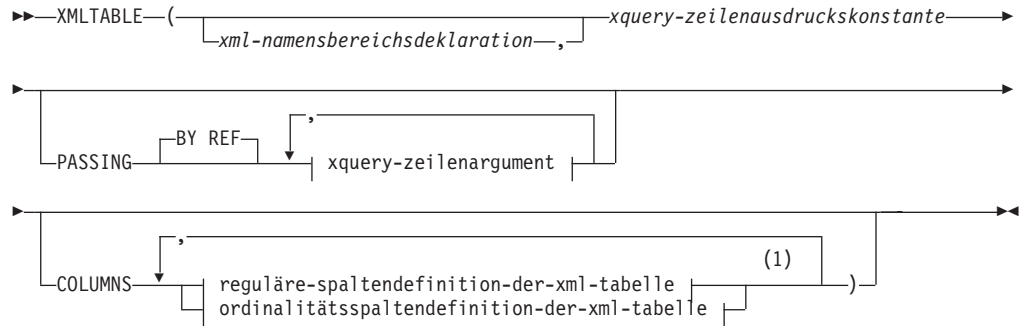 XMLTABLE ( xquery-zeilenausdruckskonstante
xml-namensbereichsdeklaration ,
,
BY REF
PASSING xquery-zeilenargument
,
(1)
COLUMNS reguläre-spaltendefinition-der-xml-tabelle )
ordinalitätsspaltendefinition-der-xml-tabelle